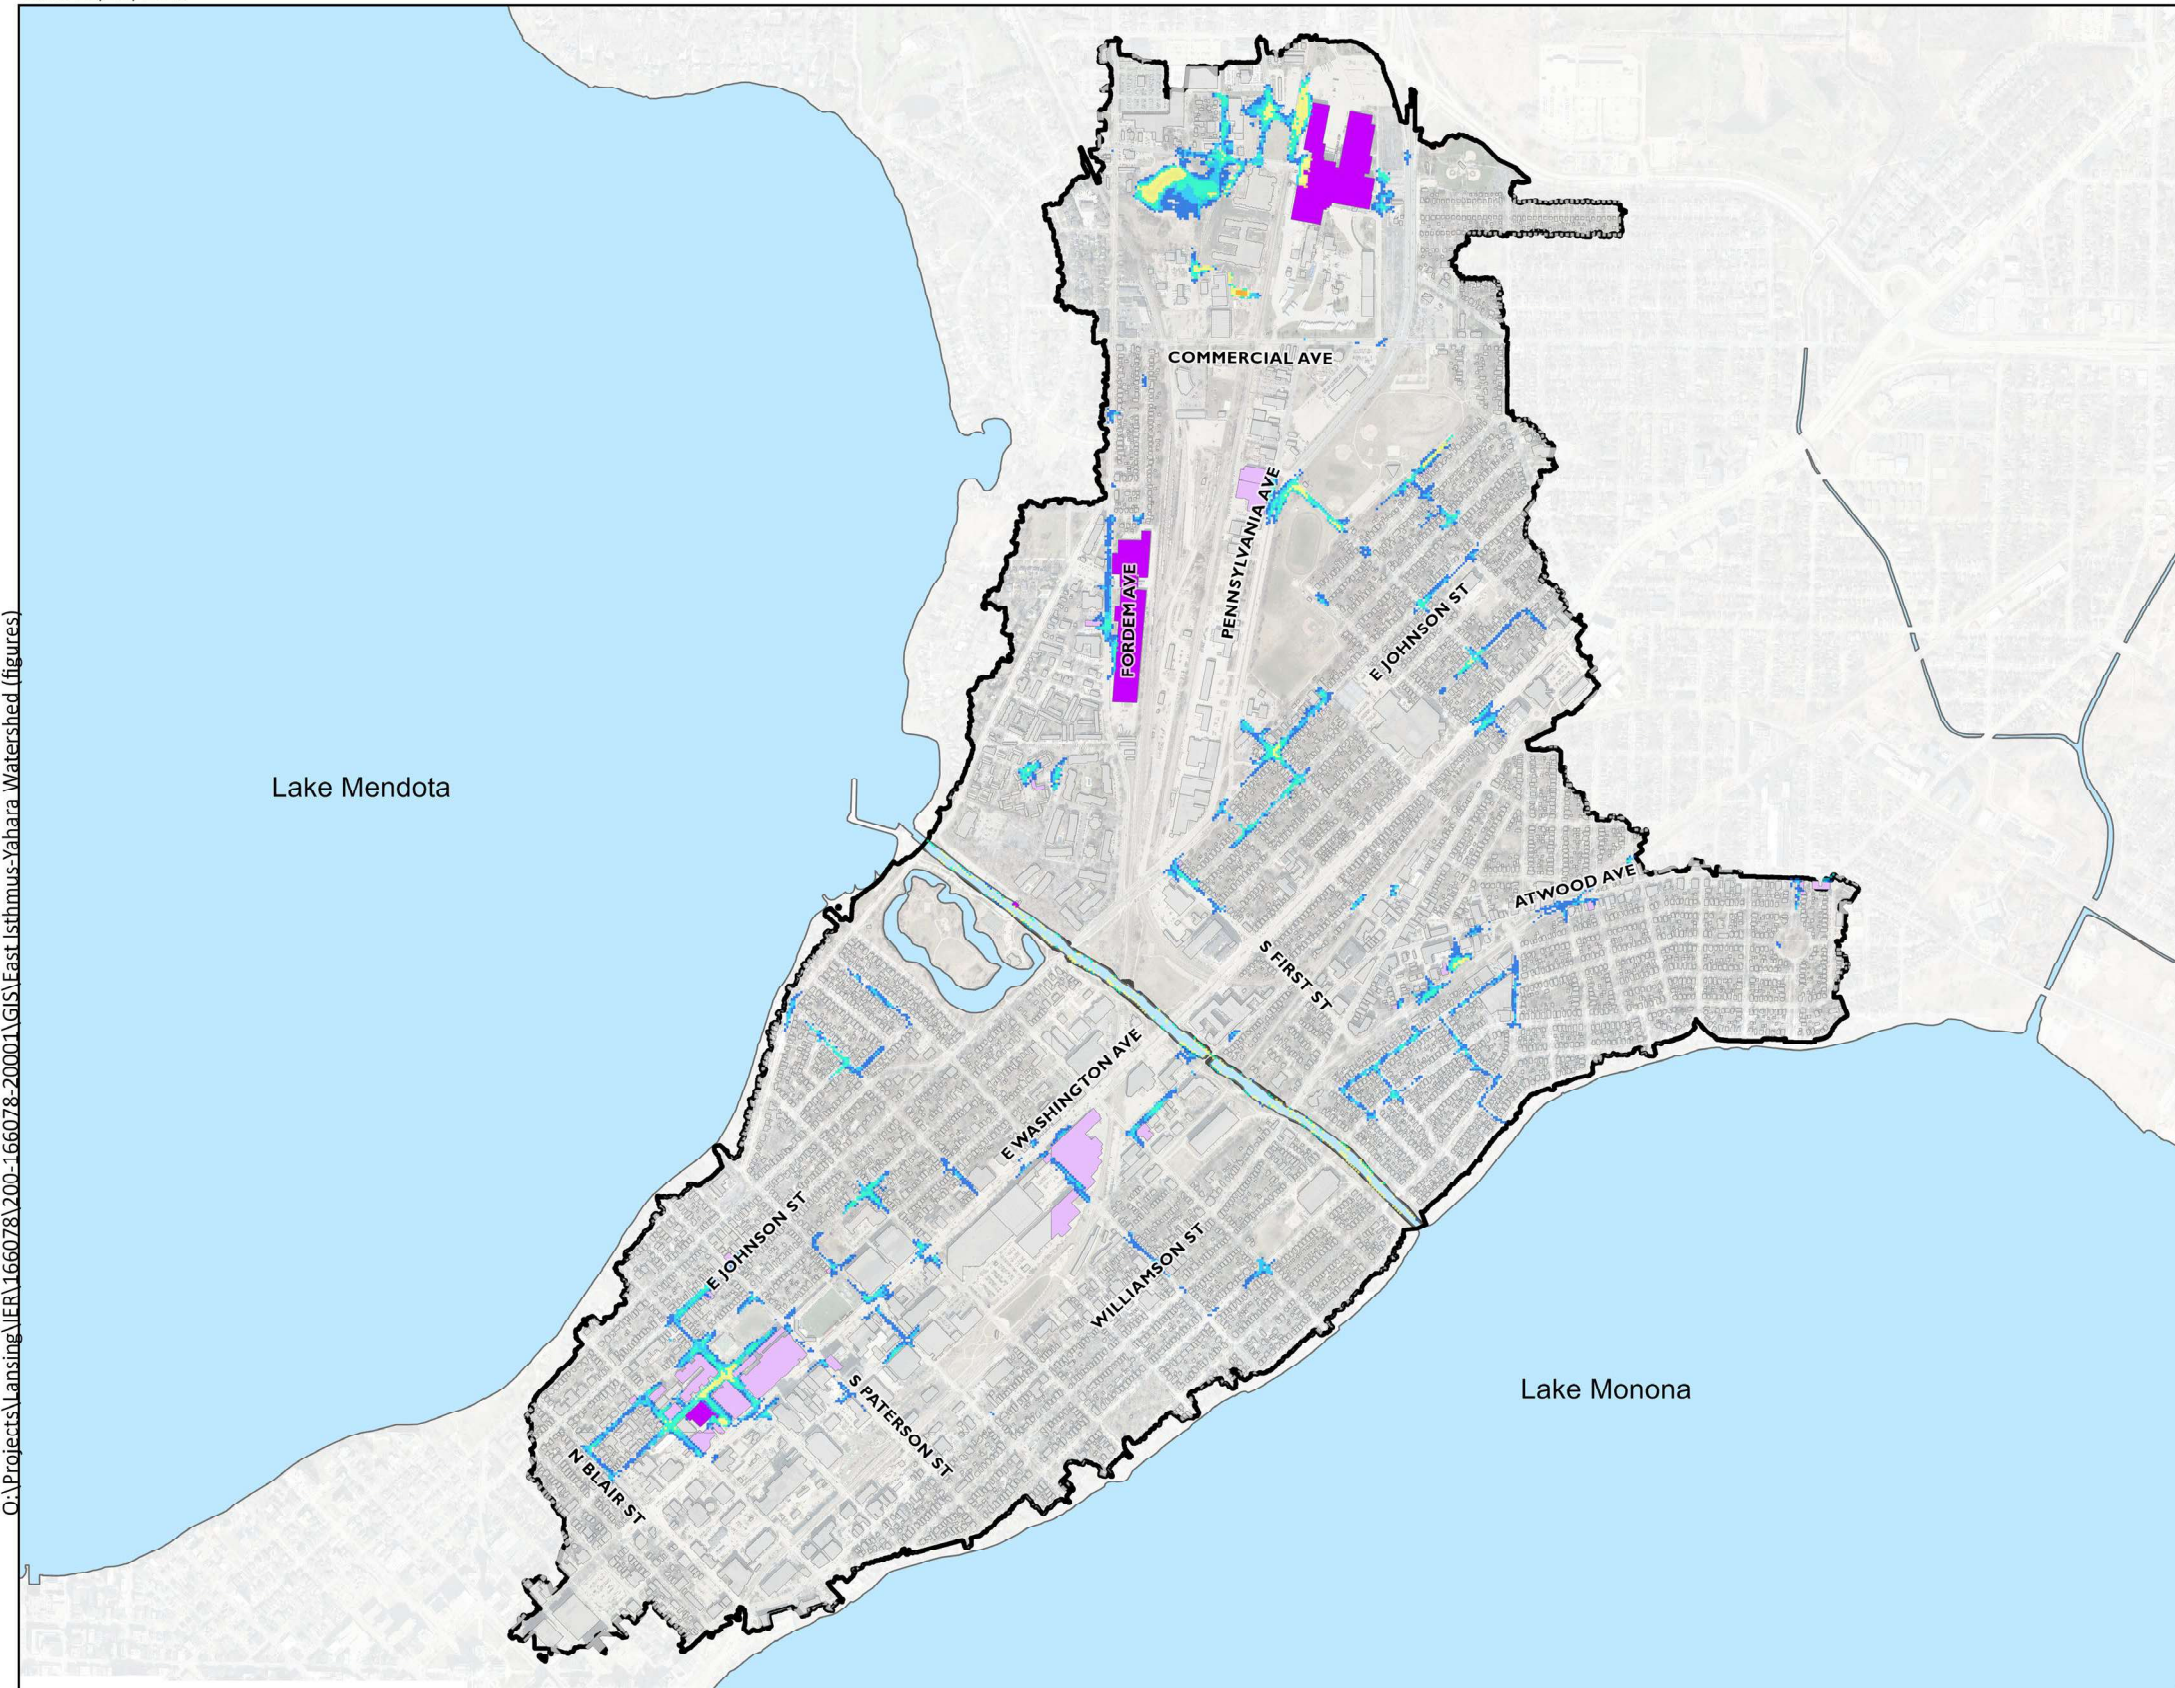 COMMERCIAL AVE
PENNSYLVANIA AVE
FORDEM AVE
E JOHNSON ST
Lake Mendota
ATWOOD AVE
S FIRST ST
E WASHINGTON AVE
E JOHNSON ST
WILLIAMSON ST
Lake Monona
S PATERSON ST
N BLAIR ST
O:\Projects\Lansing\IER\166078\200-166078-20001\GIS\East Isthmus-Yahara Watershed (figures)